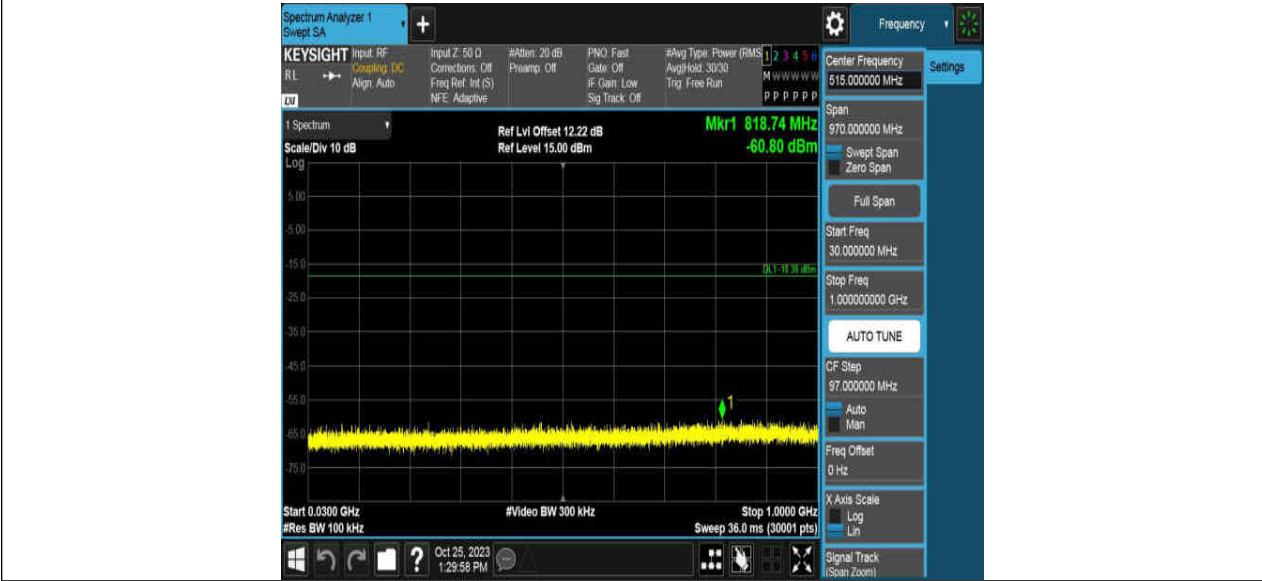 Spectrum Analyzer 1
Swept SA
+
Frequency
KEYSIGHT
RL
LXI
Input: RF
Coupling: DC
Align: Auto
Input Z: 50 Ω
Corrections: Off
Freq Ref: Int (S)
NFE: Adaptive
#Atten: 20 dB
Preamp: Off
PNO: Fast
Gate: Off
IF Gain: Low
Sig Track: Off
#Avg Type: Power (RMS
Avg|Hold: 30/30
Trig: Free Run
1 2 3 4 5 6
M W W W W W
P P P P P P
Center Frequency
515.000000 MHz
Settings
Span
970.000000 MHz
Swept Span
Zero Span
Full Span
Start Freq
30.000000 MHz
Stop Freq
1.000000000 GHz
AUTO TUNE
CF Step
97.000000 MHz
Auto
Man
Freq Offset
0 Hz
X Axis Scale
Log
Lin
Signal Track
(Span Zoom)
1 Spectrum
Scale/Div 10 dB
Log
Ref Lvl Offset 12.22 dB
Ref Level 15.00 dBm
Mkr1 818.74 MHz
-60.80 dBm
5.00
-5.00
-15.0
-25.0
-35.0
-45.0
-55.0
-65.0
-75.0
1
Start 0.0300 GHz
#Res BW 100 kHz
#Video BW 300 kHz
Stop 1.0000 GHz
Sweep 36.0 ms (30001 pts)
?
Oct 25, 2023
1:29:58 PM